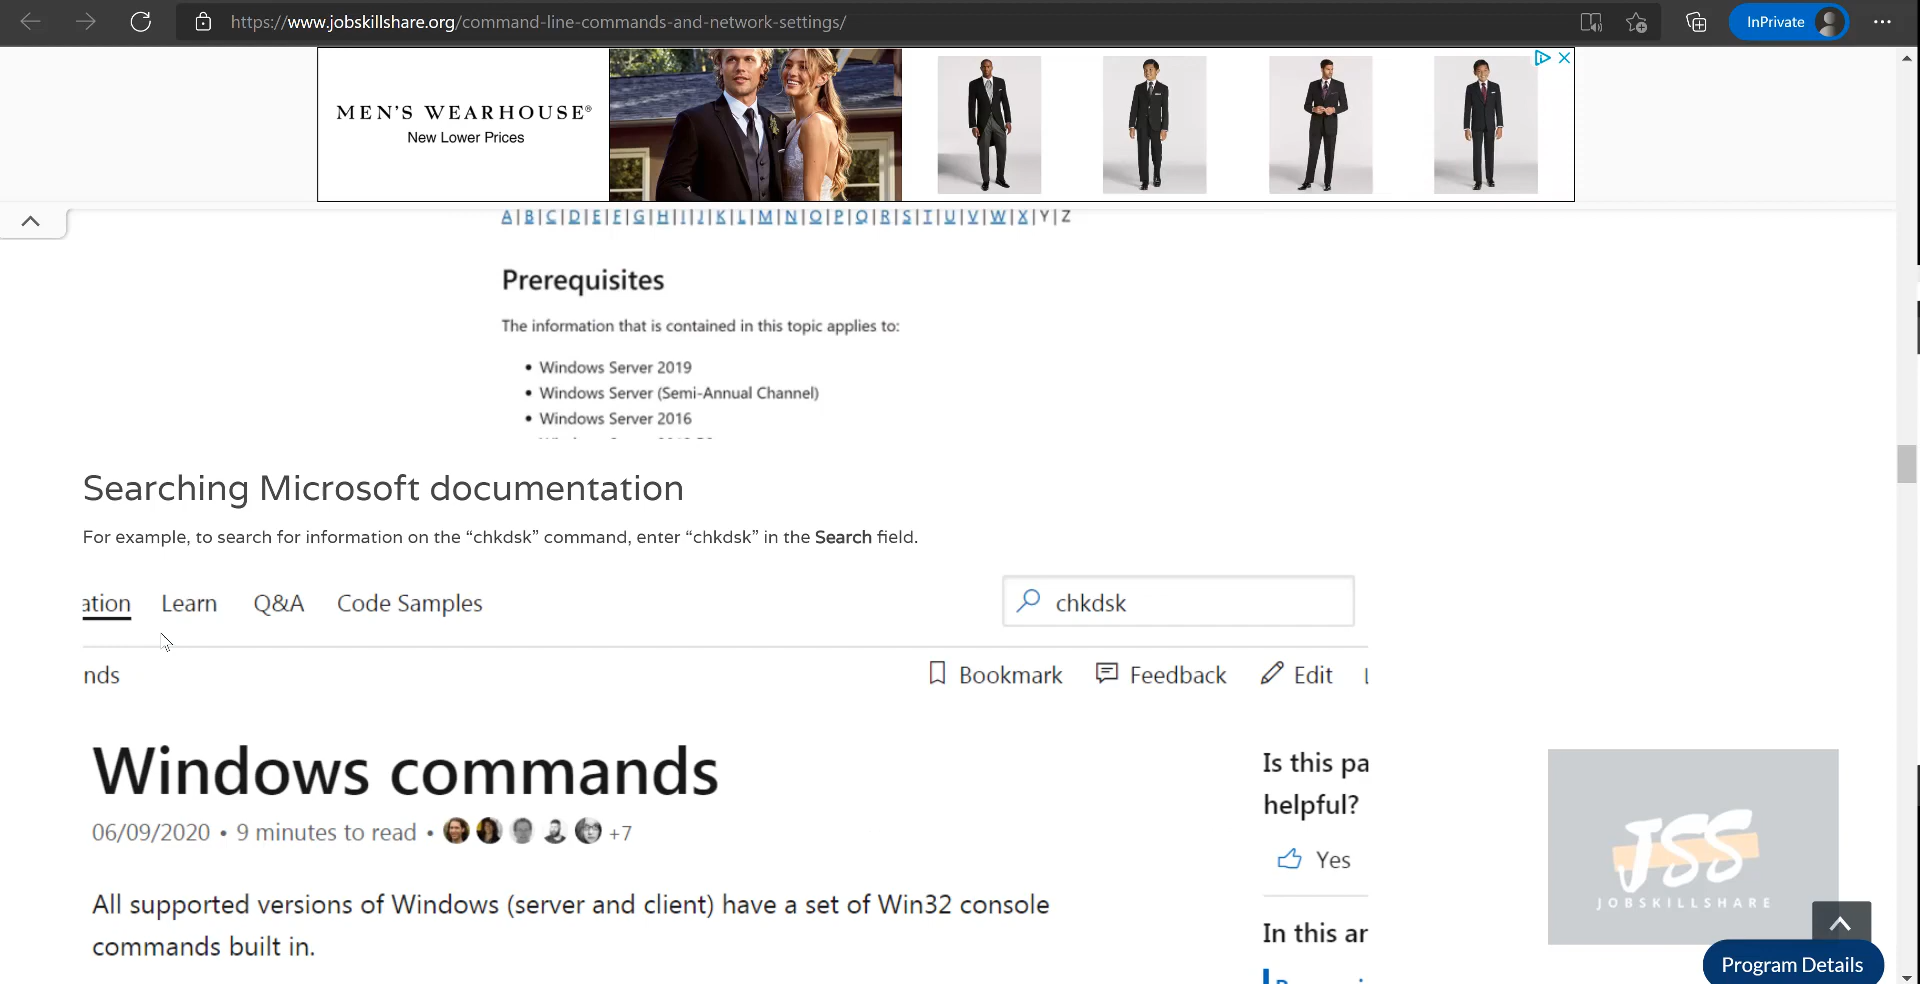 https://www.jobskillshare.org/command-line-commands-and-network-settings/
InPrivate
MEN'S WEARHOUSE®
New Lower Prices
A|B|C|D|E|F|G|H|I|J|K|L|M|N|O|P|Q|R|S|T|U|V|W|X|Y|Z
Prerequisites
The information that is contained in this topic applies to:
• Windows Server 2019
• Windows Server (Semi-Annual Channel)
• Windows Server 2016
Searching Microsoft documentation
For example, to search for information on the “chkdsk” command, enter “chkdsk” in the Search field.
ation Learn Q&A Code Samples chkdsk
nds Bookmark Feedback Edit
Windows commands
06/09/2020 • 9 minutes to read • +7
All supported versions of Windows (server and client) have a set of Win32 console
commands built in.
Is this pa
helpful?
Yes
In this ar
JSS
JOBSKILLSHARE
Program Details